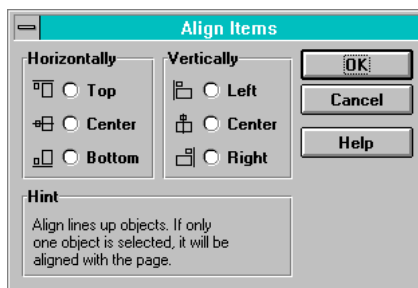 Align Items
Horizontally
Top
Center
Bottom
Vertically
Left
Center
Right
OK
Cancel
Help
Hint
Align lines up objects. If only
one object is selected, it will be
aligned with the page.